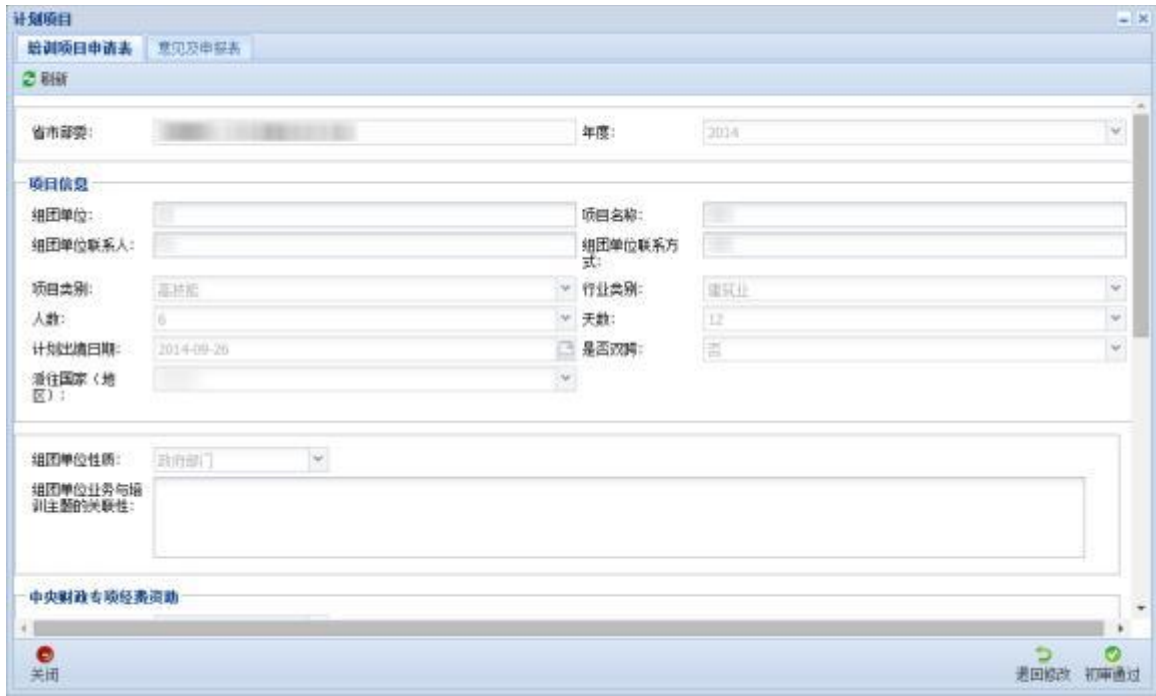 计划项目
培训项目申请表 意见及申报表
刷新
省市部委: 年度: 2014
项目信息
组团单位: 项目名称:
组团单位联系人: 组团单位联系方
式:
项目类别: 高技能 行业类别: 建筑业
人数: 6 天数: 12
计划出境日期: 2014-09-26 是否双跨: 否
派往国家（地
区）:
组团单位性质: 政府部门
组团单位业务与培
训主题的关联性:
中央财政专项经费资助
关闭 退回修改 初审通过